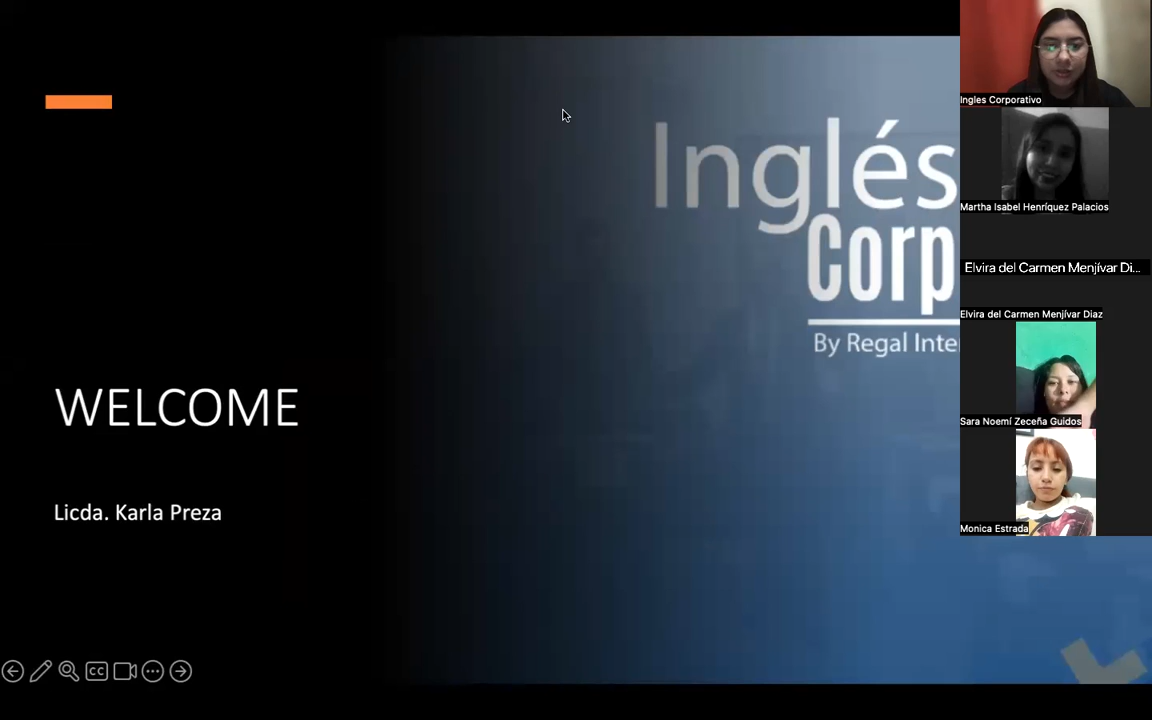 Inglés
Corp
By Regal Inte
WELCOME
Licda. Karla Preza
CC
Ingles Corporativo
Martha Isabel Henríquez Palacios
Elvira del Carmen Menjívar Di...
Elvira del Carmen Menjívar Diaz
Sara Noemí Zeceña Guidos
Monica Estrada